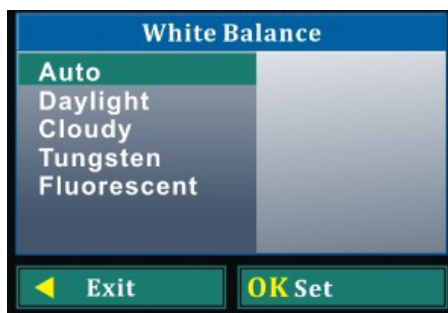 White Balance
Auto
Daylight
Cloudy
Tungsten
Fluorescent
Exit
OK Set